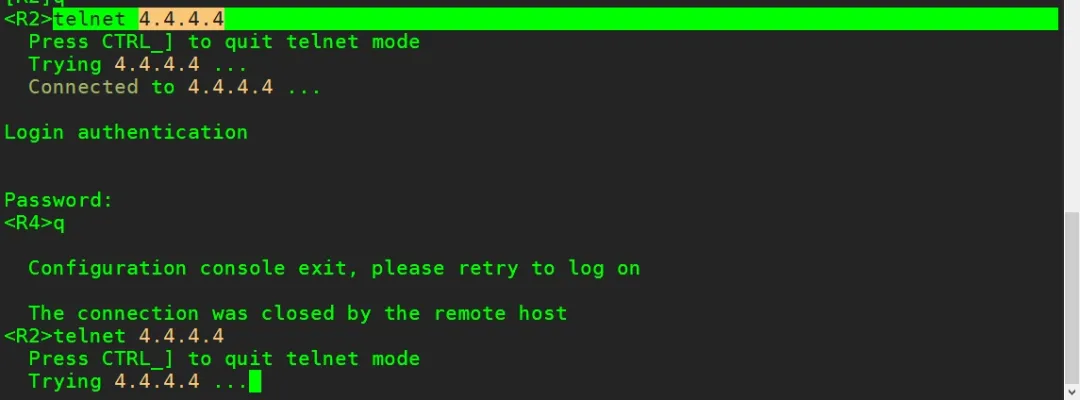 [R2]q
<R2>telnet 4.4.4.4
Press CTRL_] to quit telnet mode
Trying 4.4.4.4 ...
Connected to 4.4.4.4 ...
Login authentication
Password:
<R4>q
Configuration console exit, please retry to log on
The connection was closed by the remote host
<R2>telnet 4.4.4.4
Press CTRL_] to quit telnet mode
Trying 4.4.4.4 ...